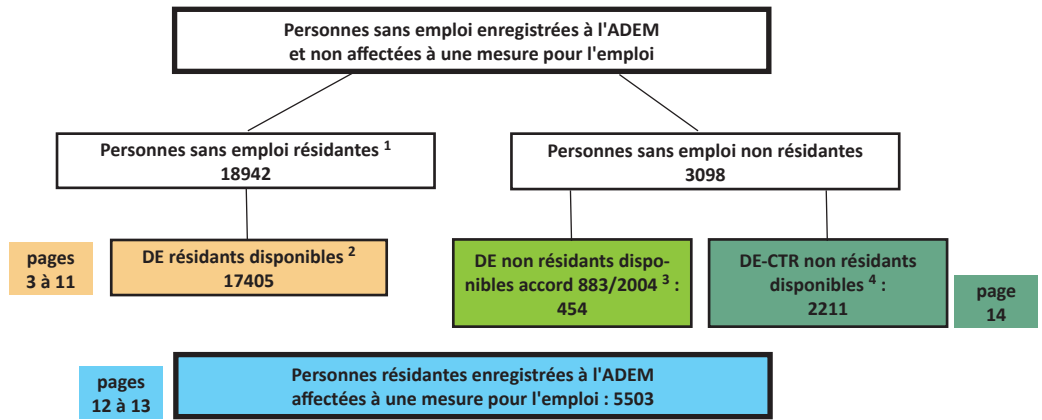 Personnes sans emploi enregistrées à l'ADEM
et non affectées à une mesure pour l'emploi
Personnes sans emploi résidantes 1
18942
Personnes sans emploi non résidantes
3098
pages
3 à 11
DE résidants disponibles 2
17405
DE non résidants dispo-
nibles accord 883/2004 3 :
454
DE-CTR non résidants
disponibles 4 :
2211
page
14
pages
12 à 13
Personnes résidantes enregistrées à l'ADEM
affectées à une mesure pour l'emploi : 5503